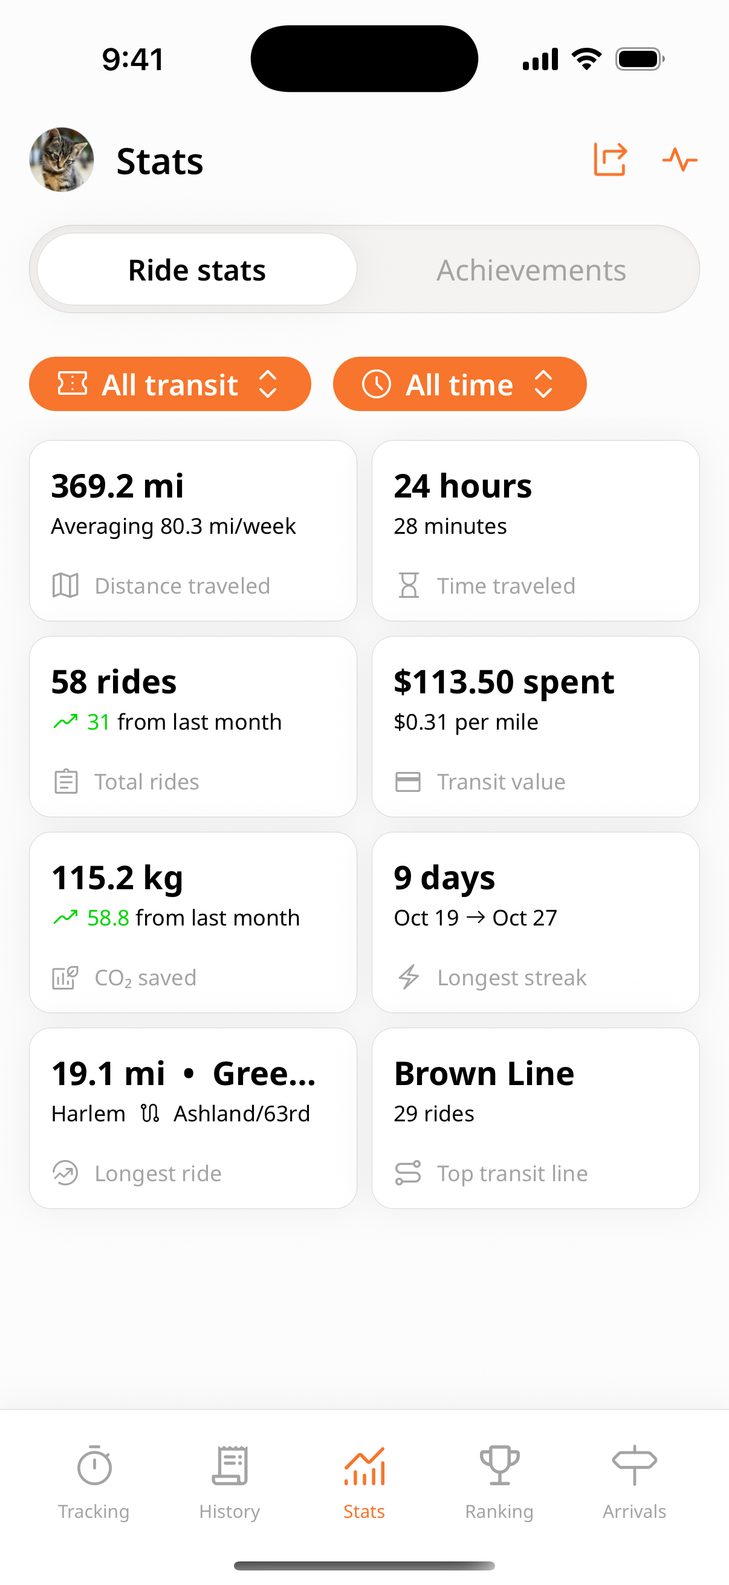 9:41
Stats
Ride stats
Achievements
All transit
All time
369.2 mi
Averaging 80.3 mi/week
Distance traveled
24 hours
28 minutes
Time traveled
58 rides
31 from last month
Total rides
$113.50 spent
$0.31 per mile
Transit value
115.2 kg
58.8 from last month
CO₂ saved
9 days
Oct 19 → Oct 27
Longest streak
19.1 mi • Gree...
Harlem Ashland/63rd
Longest ride
Brown Line
29 rides
Top transit line
Tracking
History
Stats
Ranking
Arrivals